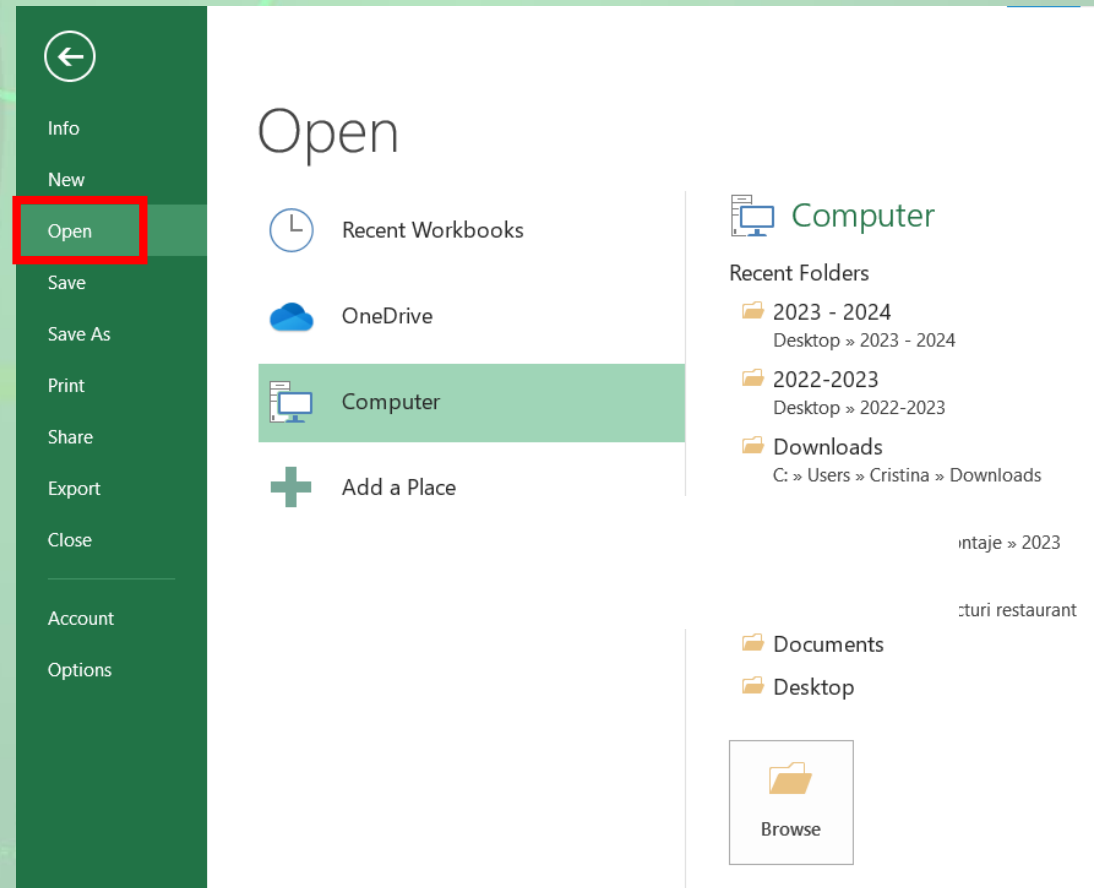 Info
New
Open
Save
Save As
Print
Share
Export
Close
Account
Options
Open
Recent Workbooks
OneDrive
Computer
Add a Place
Computer
Recent Folders
2023 - 2024
Desktop » 2023 - 2024
2022-2023
Desktop » 2022-2023
Downloads
C: » Users » Cristina » Downloads
» 2023
restaurant
Documents
Desktop
Browse